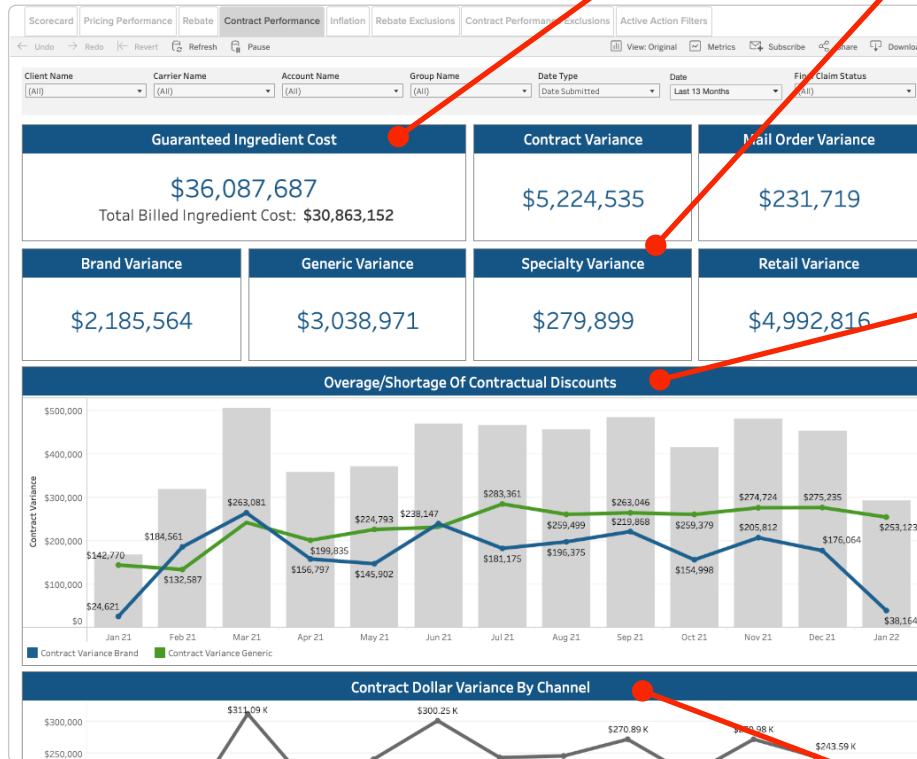 Scorecard Pricing Performance Rebate Contract Performance Inflation Rebate Exclusions Contract Performance Exclusions Active Action Filters
Undo Redo Revert Refresh Pause View: Original Metrics Subscribe Share
Client Name Carrier Name Account Name Group Name Date Type Date Final Claim Status
(All) (All) (All) (All) Date Submitted Last 13 Months (All)
Guaranteed Ingredient Cost Contract Variance Mail Order Variance
$36,087,687
Total Billed Ingredient Cost: $30,863,152
$5,224,535 $231,719
Brand Variance Generic Variance Specialty Variance Retail Variance
$2,185,564 $3,038,971 $279,899 $4,992,816
Overage/Shortage Of Contractual Discounts
Contract Variance
$500,000
$400,000
$300,000
$200,000
$100,000
$0
$142,770
$24,621
$184,561
$132,587
$263,081
$199,835
$156,797
$224,793
$145,902
$238,147
$283,361
$181,175
$259,499
$196,375
$263,046
$219,868
$259,379
$154,998
$274,724
$205,812
$275,235
$176,064
$253,123
$38,164
Jan 21 Feb 21 Mar 21 Apr 21 May 21 Jun 21 Jul 21 Aug 21 Sep 21 Oct 21 Nov 21 Dec 21 Jan 22
Contract Variance Brand Contract Variance Generic
Contract Dollar Variance By Channel
$300,000
$250,000
$311.09 K
$300.25 K
$270.89 K
$243.59 K